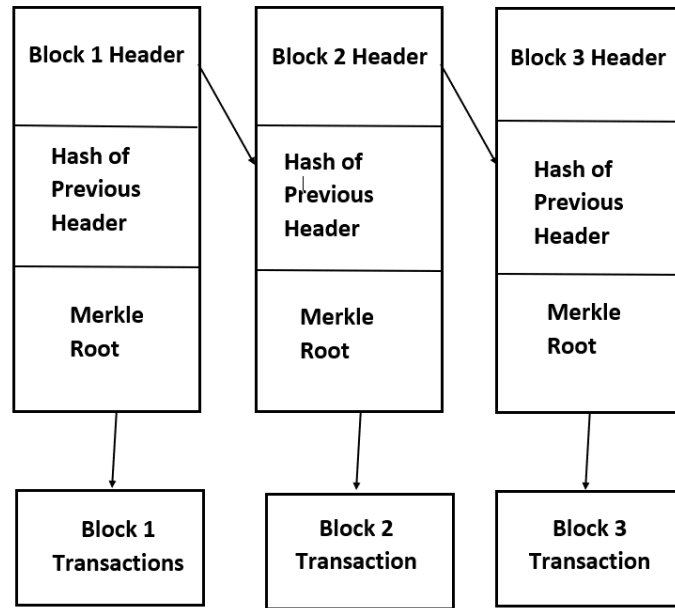 Block 1 Header
Hash of
Previous
Header
Merkle
Root
Block 1
Transactions
Block 2 Header
Hash of
Previous
Header
Merkle
Root
Block 2
Transaction
Block 3 Header
Hash of
Previous
Header
Merkle
Root
Block 3
Transaction